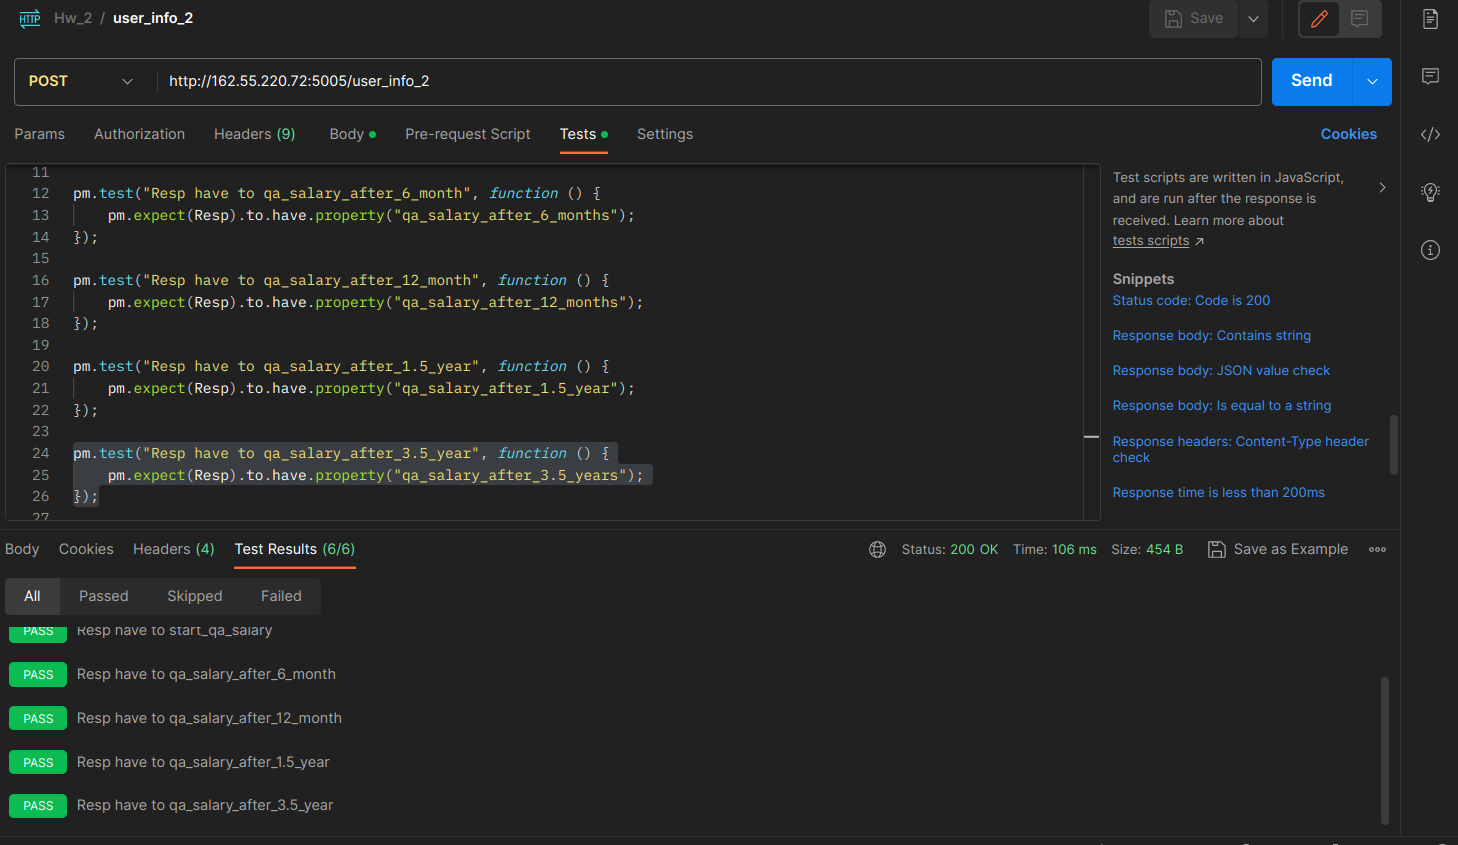 HTTP Hw_2 / user_info_2 Save
POST http://162.55.220.72:5005/user_info_2 Send
Params Authorization Headers (9) Body Pre-request Script Tests Settings Cookies
11
12 pm.test("Resp have to qa_salary_after_6_month", function () {
13 pm.expect(Resp).to.have.property("qa_salary_after_6_months");
14 });
15
16 pm.test("Resp have to qa_salary_after_12_month", function () {
17 pm.expect(Resp).to.have.property("qa_salary_after_12_months");
18 });
19
20 pm.test("Resp have to qa_salary_after_1.5_year", function () {
21 pm.expect(Resp).to.have.property("qa_salary_after_1.5_year");
22 });
23
24 pm.test("Resp have to qa_salary_after_3.5_year", function () {
25 pm.expect(Resp).to.have.property("qa_salary_after_3.5_years");
26 });
27
Test scripts are written in JavaScript,
and are run after the response is
received. Learn more about
tests scripts
Snippets
Status code: Code is 200
Response body: Contains string
Response body: JSON value check
Response body: Is equal to a string
Response headers: Content-Type header
check
Response time is less than 200ms
Body Cookies Headers (4) Test Results (6/6) Status: 200 OK Time: 106 ms Size: 454 B Save as Example
All Passed Skipped Failed
PASS Resp have to start_qa_salary
PASS Resp have to qa_salary_after_6_month
PASS Resp have to qa_salary_after_12_month
PASS Resp have to qa_salary_after_1.5_year
PASS Resp have to qa_salary_after_3.5_year